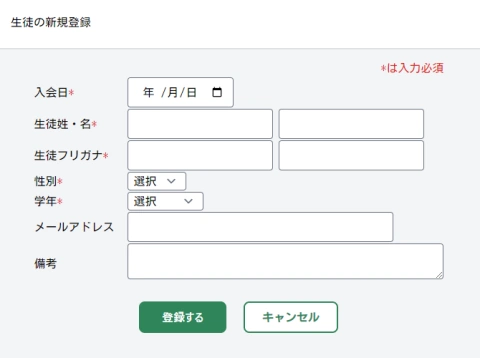 生徒の新規登録
*は入力必須
入会日* 年 /月/日
生徒姓・名*
生徒フリガナ*
性別* 選択
学年* 選択
メールアドレス
備考
登録する キャンセル